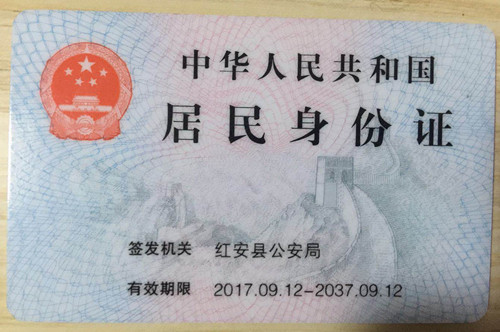 中华人民共和国
居民身份证
签发机关 红安县公安局
有效期限 2017.09.12-2037.09.12